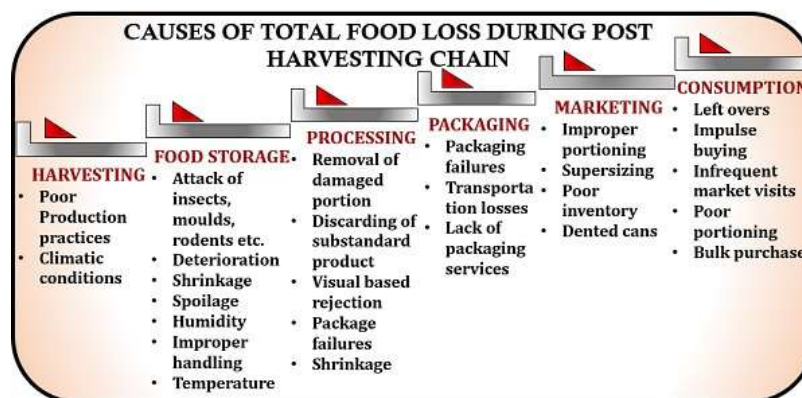 CAUSES OF TOTAL FOOD LOSS DURING POST
HARVESTING CHAIN
HARVESTING
• Poor
Production
practices
• Climatic
conditions
FOOD STORAGE
• Attack of
insects,
moulds,
rodents etc.
• Deterioration
• Shrinkage
• Spoilage
• Humidity
• Improper
handling
• Temperature
PROCESSING
• Removal of
damaged
portion
• Discarding of
substandard
product
• Visual based
rejection
• Package
failures
• Shrinkage
PACKAGING
• Packaging
failures
• Transporta
tion losses
• Lack of
packaging
services
MARKETING
• Improper
portioning
• Supersizing
• Poor
inventory
• Dented cans
CONSUMPTION
• Left overs
• Impulse
buying
• Infrequent
market visits
• Poor
portioning
• Bulk purchase